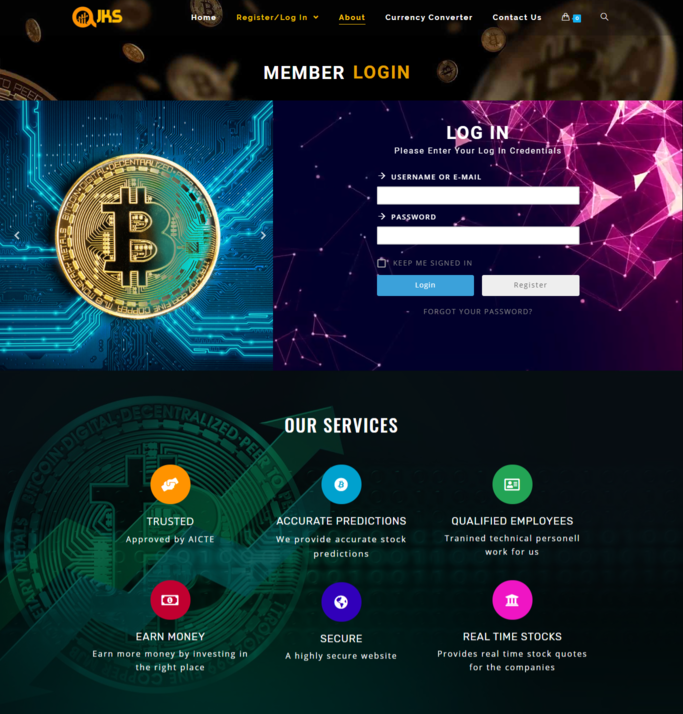 JKS
Home Register/Log In About Currency Converter Contact Us 0
MEMBER LOGIN
LOG IN
Please Enter Your Log In Credentials
USERNAME OR E-MAIL
PASSWORD
KEEP ME SIGNED IN
Login Register
FORGOT YOUR PASSWORD?
OUR SERVICES
TRUSTED
Approved by AICTE
ACCURATE PREDICTIONS
We provide accurate stock
predictions
QUALIFIED EMPLOYEES
Tranined technical personell
work for us
EARN MONEY
Earn more money by investing in
the right place
SECURE
A highly secure website
REAL TIME STOCKS
Provides real time stock quotes
for the companies